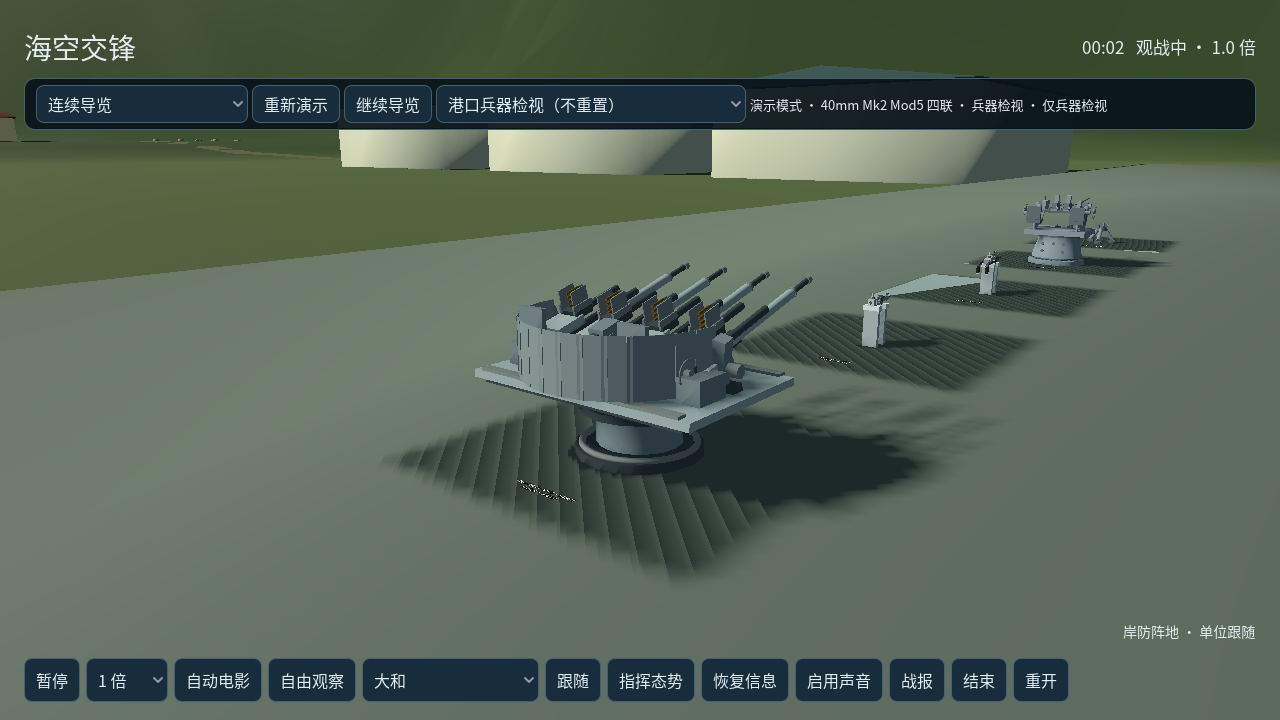 海空交锋
00:02 观战中 · 1.0 倍
连续导览 重新演示 继续导览 港口兵器检视（不重置） 演示模式 · 40mm Mk2 Mod5 四联 · 兵器检视 · 仅兵器检视
岸防阵地 · 单位跟随
暂停 1 倍 自动电影 自由观察 大和 跟随 指挥态势 恢复信息 启用声音 战报 结束 重开